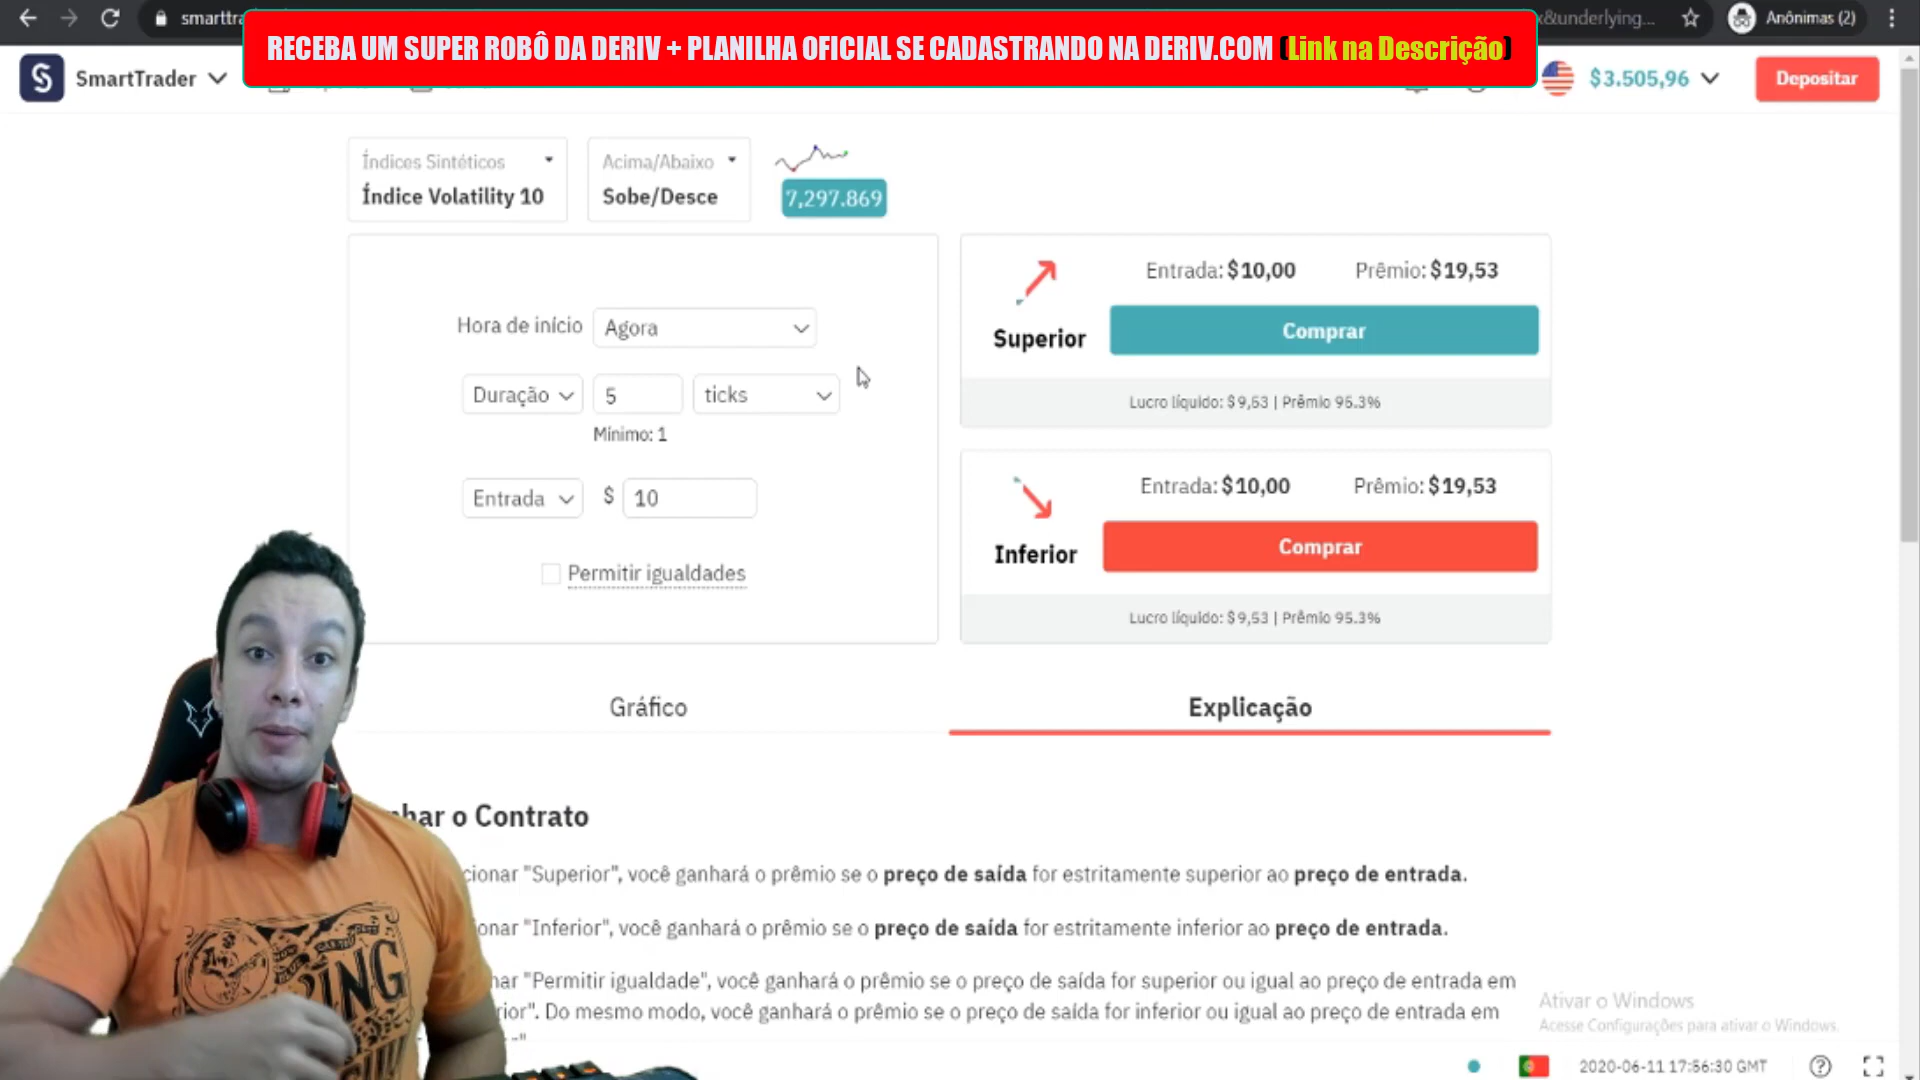 smarttra
x&underlying...
Anônimas (2)
RECEBA UM SUPER ROBÔ DA DERIV + PLANILHA OFICIAL SE CADASTRANDO NA DERIV.COM (Link na Descrição)
SmartTrader
$3.505,96
Depositar
Índices Sintéticos
Índice Volatility 10
Acima/Abaixo
Sobe/Desce
7,297.869
Hora de início
Agora
Duração
5
ticks
Mínimo: 1
Entrada
$
10
Permitir igualdades
Entrada: $10,00
Prêmio: $19,53
Superior
Comprar
Lucro líquido: $9,53 | Prêmio 95.3%
Entrada: $10,00
Prêmio: $19,53
Inferior
Comprar
Lucro líquido: $9,53 | Prêmio 95.3%
Gráfico
Explicação
nhar o Contrato
cionar "Superior", você ganhará o prêmio se o preço de saída for estritamente superior ao preço de entrada.
onar "Inferior", você ganhará o prêmio se o preço de saída for estritamente inferior ao preço de entrada.
nar "Permitir igualdade", você ganhará o prêmio se o preço de saída for superior ou igual ao preço de entrada em
rior". Do mesmo modo, você ganhará o prêmio se o preço de saída for inferior ou igual ao preço de entrada em
Ativar o Windows
Acesse Configurações para ativar o Windows.
2020-06-11 17:56:30 GMT